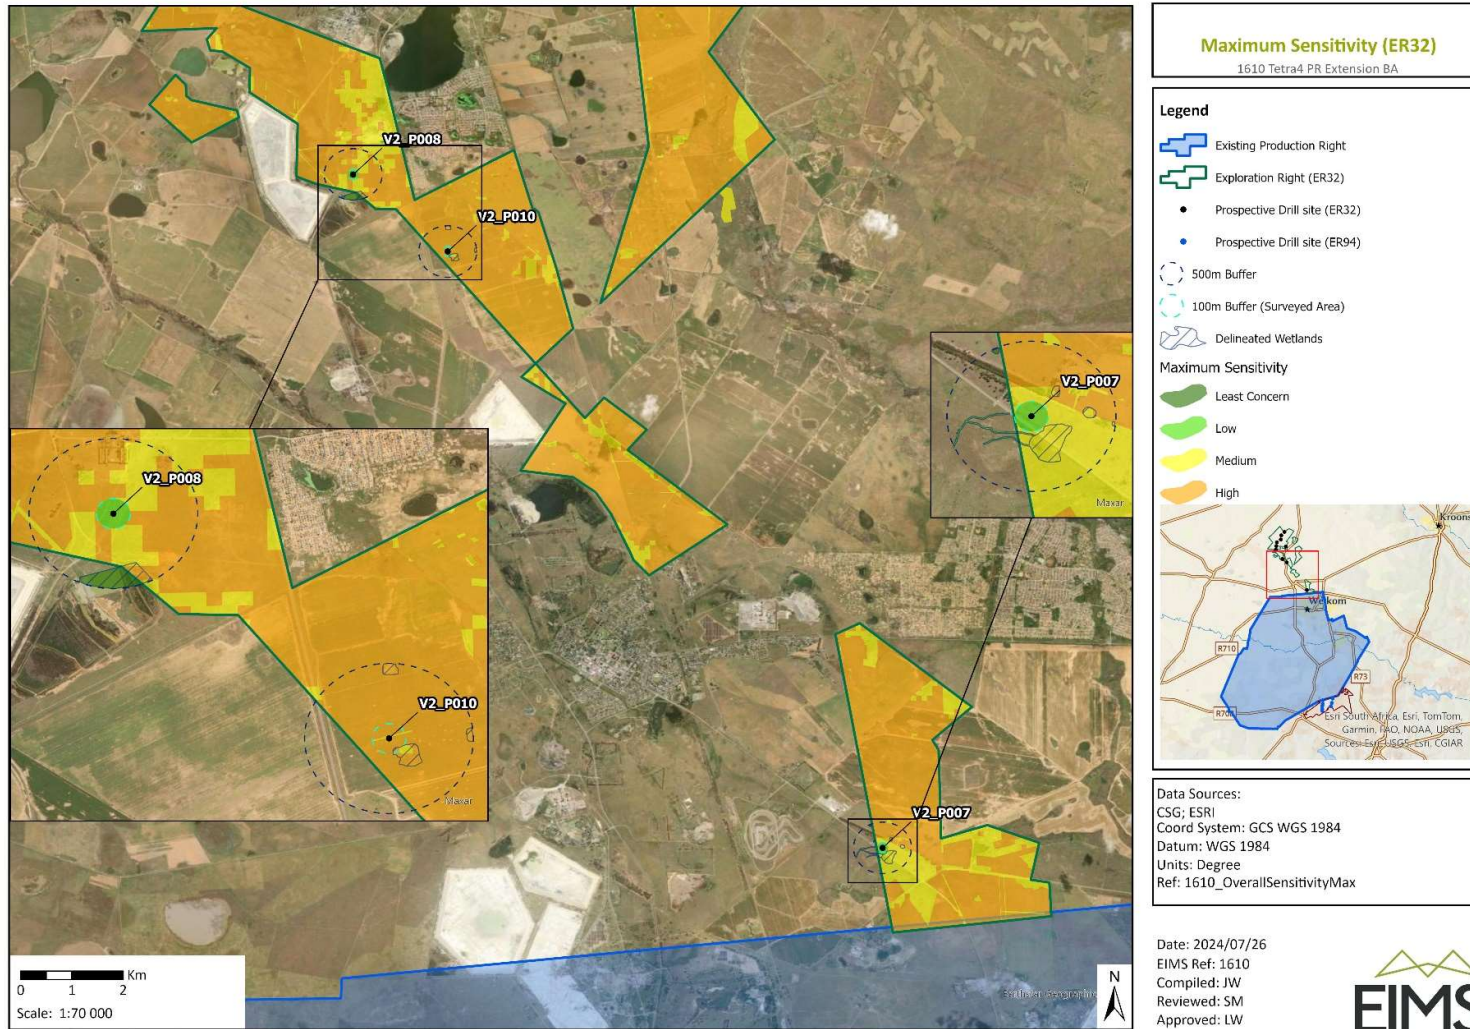 Maximum Sensitivity (ER32)
1610 Tetra4 PR Extension BA
Legend
Existing Production Right
Exploration Right (ER32)
Prospective Drill site (ER32)
Prospective Drill site (ER94)
500m Buffer
100m Buffer (Surveyed Area)
Delineated Wetlands
Maximum Sensitivity
Least Concern
Low
Medium
High
V2_P008
V2_P010
V2_P007
Maxar
V2_P008
V2_P010
Maxar
V2_P007
Km
0 1 2
Scale: 1:70 000
N
Welkom
R710
R73
Esri South Africa, Esri, TomTom,
Garmin, FAO, NOAA, USGS,
Sources: Esri, USGS, Esri, CGIAR
Data Sources:
CSG; ESRI
Coord System: GCS WGS 1984
Datum: WGS 1984
Units: Degree
Ref: 1610_OverallSensitivityMax
Date: 2024/07/26
EIMS Ref: 1610
Compiled: JW
Reviewed: SM
Approved: LW
EIMS